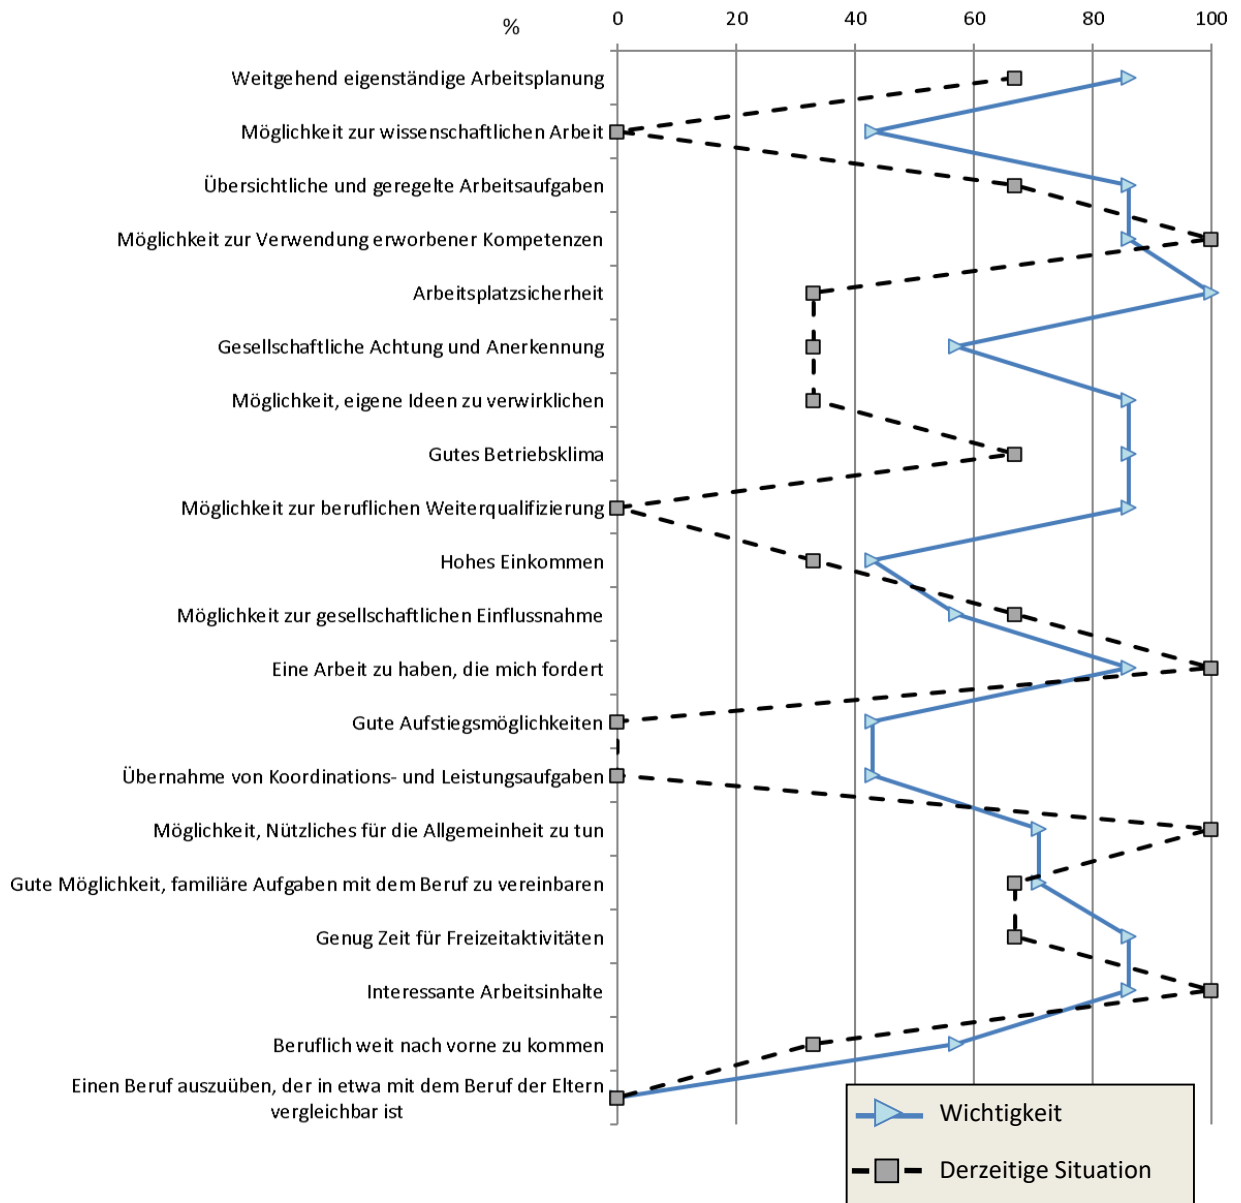 % 0 20 40 60 80 100
Weitgehend eigenständige Arbeitsplanung
Möglichkeit zur wissenschaftlichen Arbeit
Übersichtliche und geregelte Arbeitsaufgaben
Möglichkeit zur Verwendung erworbener Kompetenzen
Arbeitsplatzsicherheit
Gesellschaftliche Achtung und Anerkennung
Möglichkeit, eigene Ideen zu verwirklichen
Gutes Betriebsklima
Möglichkeit zur beruflichen Weiterqualifizierung
Hohes Einkommen
Möglichkeit zur gesellschaftlichen Einflussnahme
Eine Arbeit zu haben, die mich fordert
Gute Aufstiegsmöglichkeiten
Übernahme von Koordinations- und Leistungsaufgaben
Möglichkeit, Nützliches für die Allgemeinheit zu tun
Gute Möglichkeit, familiäre Aufgaben mit dem Beruf zu vereinbaren
Genug Zeit für Freizeitaktivitäten
Interessante Arbeitsinhalte
Beruflich weit nach vorne zu kommen
Einen Beruf auszuüben, der in etwa mit dem Beruf der Eltern
vergleichbar ist
Wichtigkeit
Derzeitige Situation